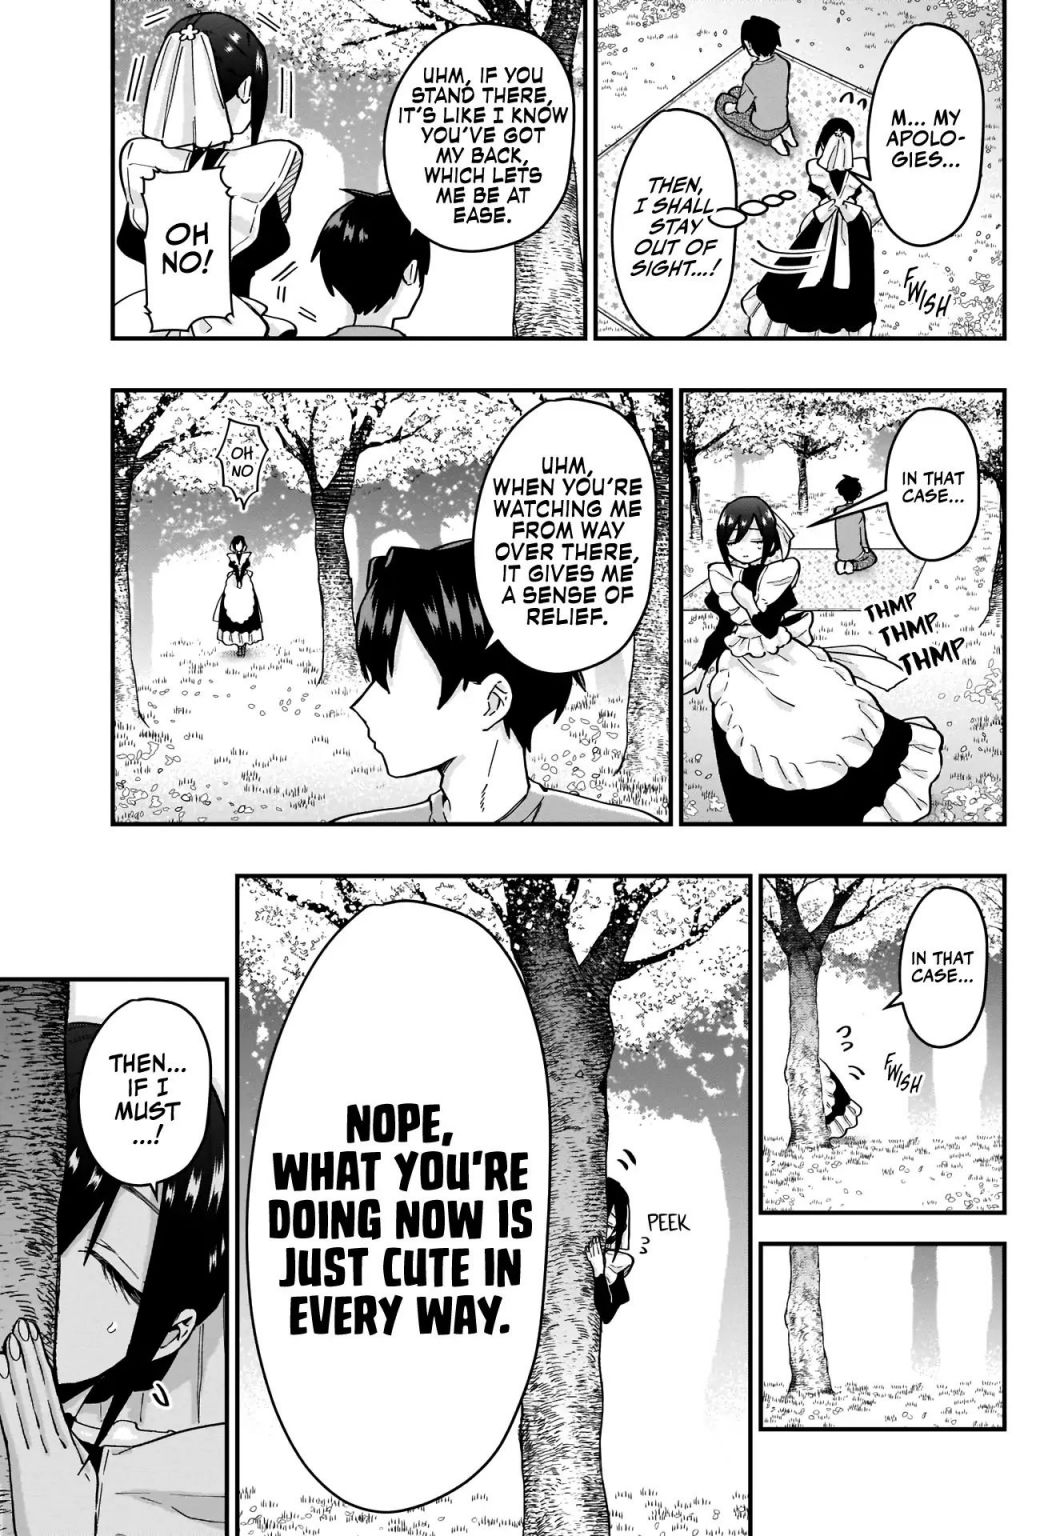 M... MY
APOLO-
GIES...
THEN,
I SHALL
STAY
OUT OF
SIGHT...!
FWISH
UHM, IF YOU
STAND THERE,
IT'S LIKE I KNOW
YOU'VE GOT
MY BACK,
WHICH LETS
ME BE AT
EASE.
OH
NO!
IN THAT
CASE...
THMP
THMP
THMP
UHM,
WHEN YOU'RE
WATCHING ME
FROM WAY
OVER THERE,
IT GIVES ME
A SENSE OF
RELIEF.
OH
NO
IN THAT
CASE...
FWISH
PEEK
NOPE,
WHAT YOU'RE
DOING NOW IS
JUST CUTE IN
EVERY WAY.
THEN...
IF I
MUST
...!